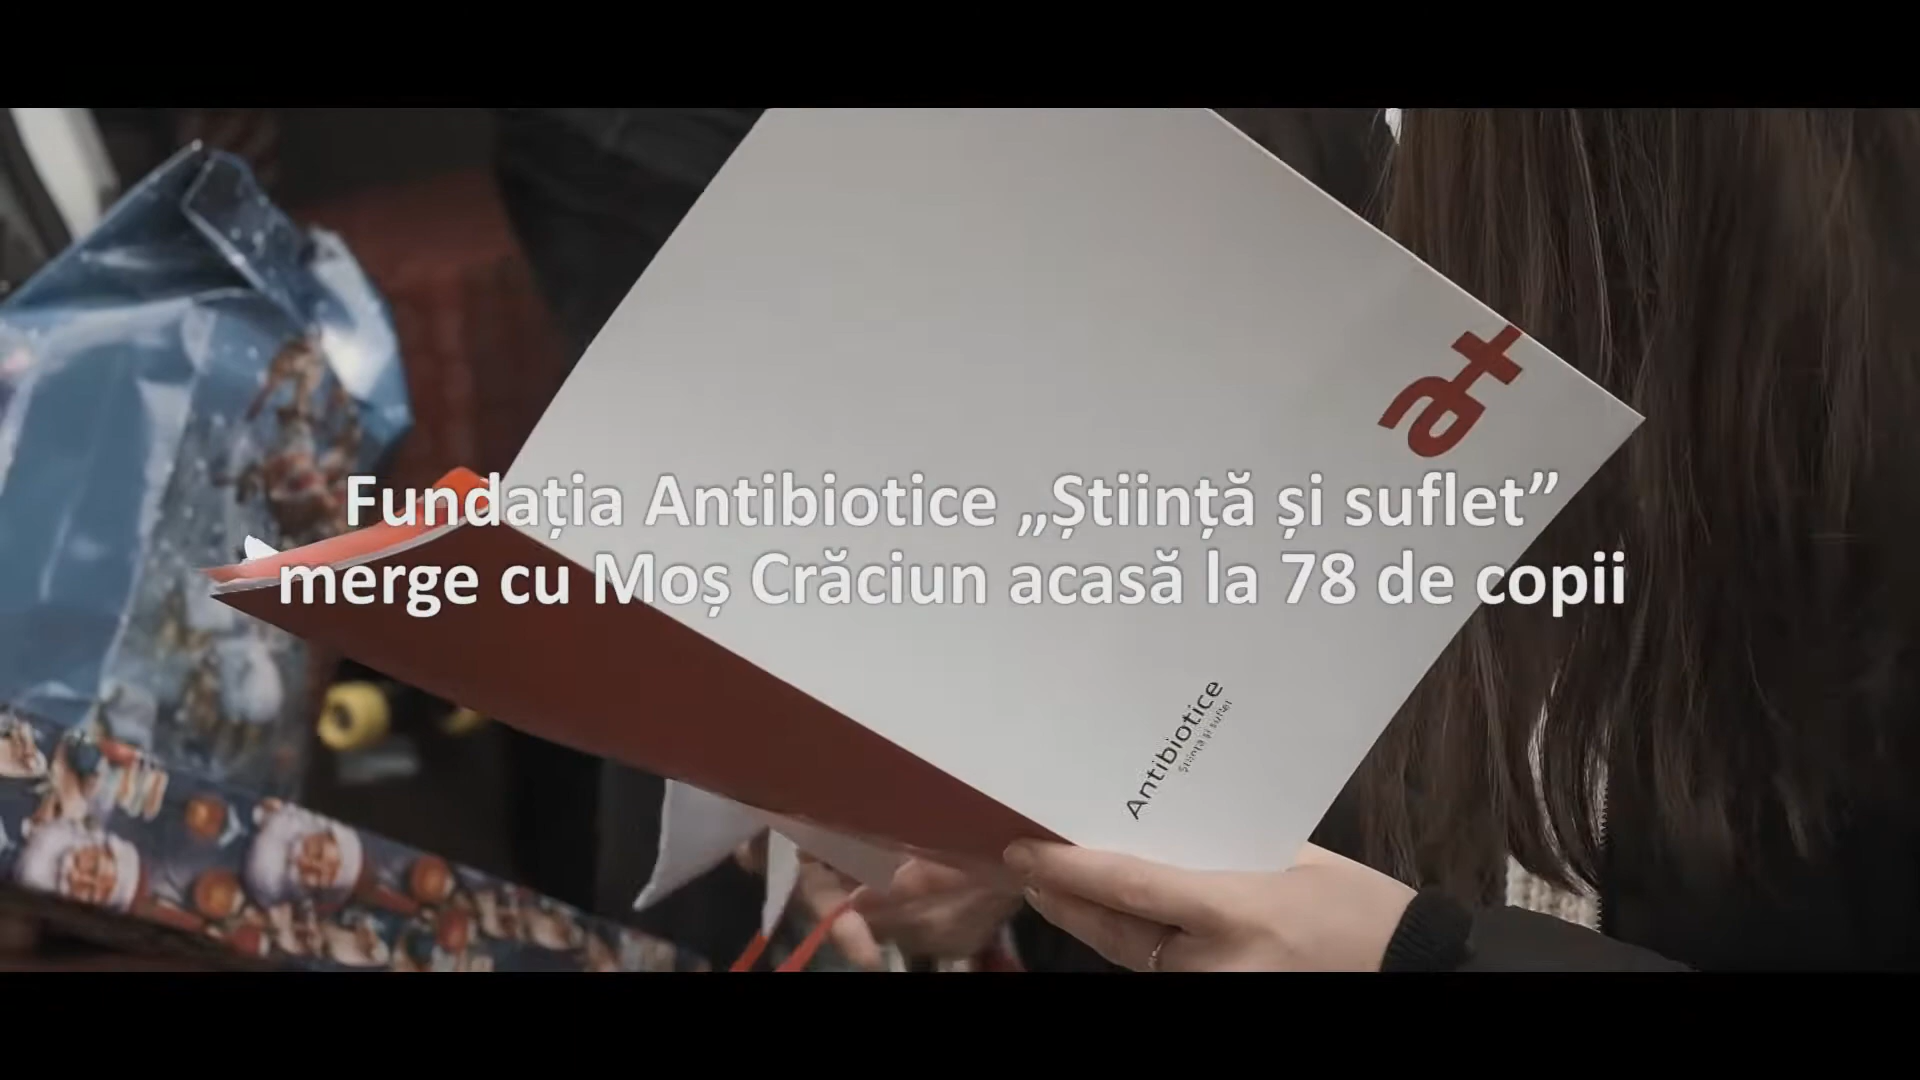 Fundația Antibiotice „Știință și suflet”
merge cu Moș Crăciun acasă la 78 de copii
a+
Antibiotice
Știință și suflet